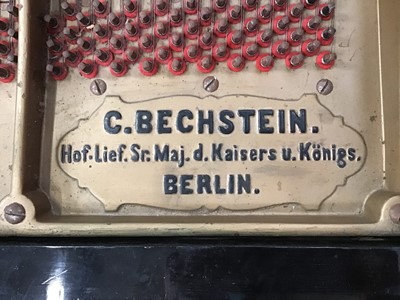 C.BECHSTEIN.
Hof-Lief. Sr. Maj. d. Kaisers u. Königs.
BERLIN.